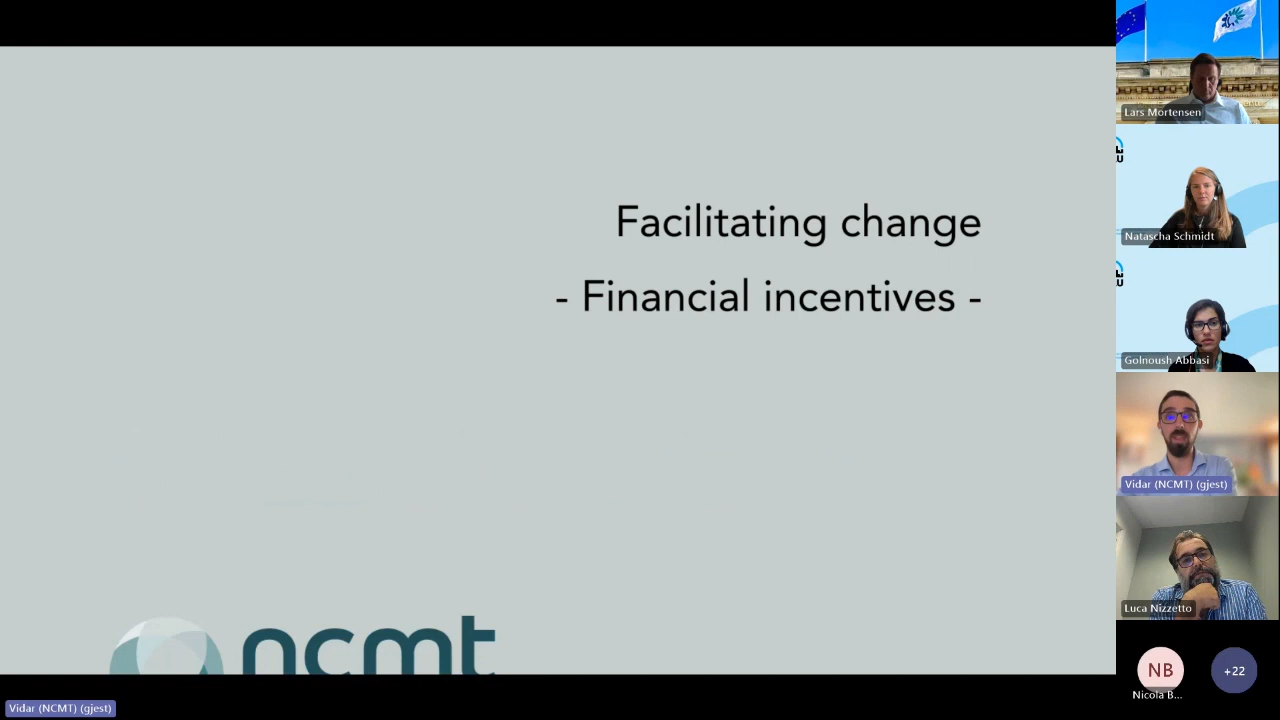 Facilitating change
- Financial incentives -
ncmt
Vidar (NCMT) (gjest)
Lars Mortensen
Natascha Schmidt
Golnoush Abbasi
Vidar (NCMT) (gjest)
Luca Nizzetto
NB
Nicola B...
+22